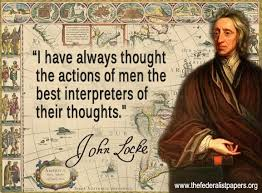 “I have always thought
the actions of men the
best interpreters of
their thoughts."
John Locke
www.thefederalistpapers.org